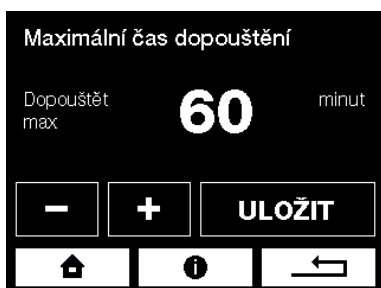 Maximální čas dopouštění
Dopouštět
max
60
minut
− + ULOŽIT